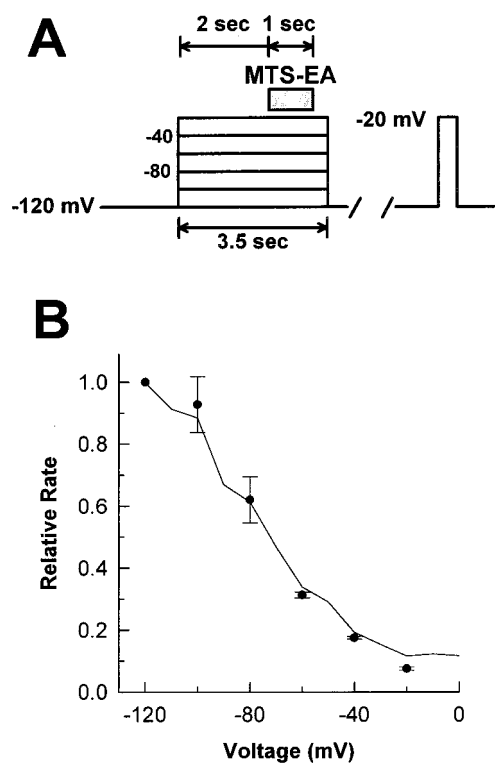 A
2 sec 1 sec
MTS-EA
-20 mV
-40
-80
-120 mV
3.5 sec
B
Relative Rate
1.0
0.8
0.6
0.4
0.2
0.0
-120 -80 -40 0
Voltage (mV)